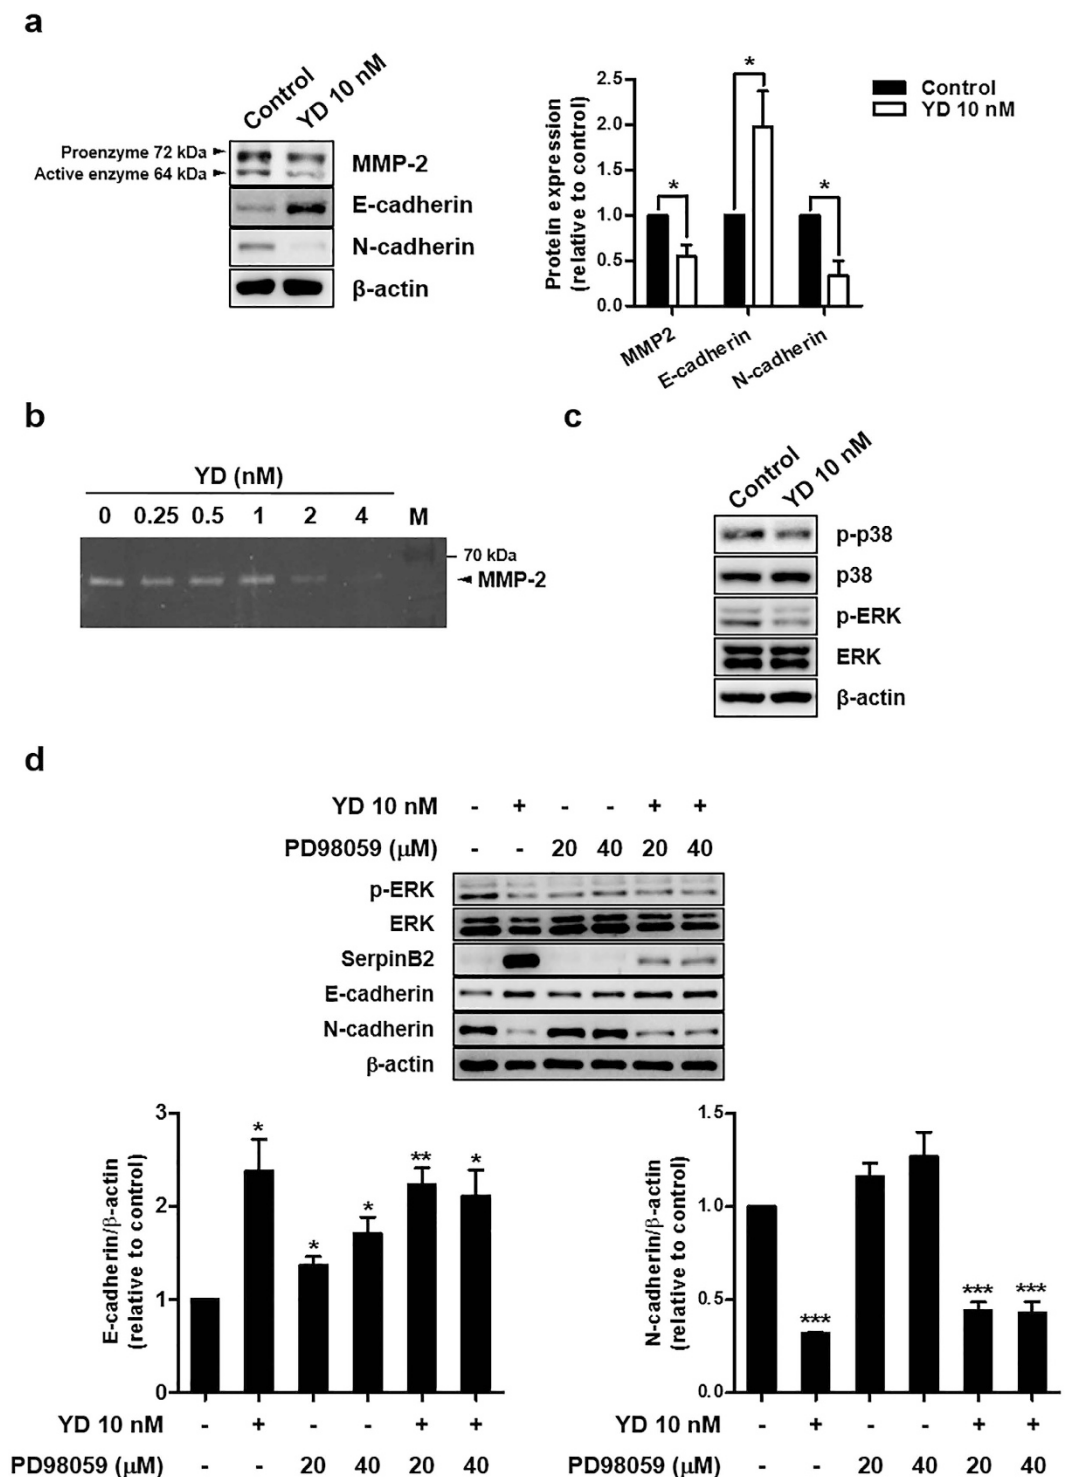 a
Control
YD 10 nM
Proenzyme 72 kDa
Active enzyme 64 kDa
MMP-2
E-cadherin
N-cadherin
β-actin
Protein expression
(relative to control)
2.5
2.0
1.5
1.0
0.5
0.0
* * *
MMP2
E-cadherin
N-cadherin
Control
YD 10 nM
b
YD (nM)
0 0.25 0.5 1 2 4 M
70 kDa
MMP-2
c
Control
YD 10 nM
p-p38
p38
p-ERK
ERK
β-actin
d
YD 10 nM - + - - + +
PD98059 (μM) - - 20 40 20 40
p-ERK
ERK
SerpinB2
E-cadherin
N-cadherin
β-actin
E-cadherin/β-actin
(relative to control)
3
2
1
0
* * * ** *
YD 10 nM - + - - + +
PD98059 (μM) - - 20 40 20 40
N-cadherin/β-actin
(relative to control)
1.5
1.0
0.5
0.0
*** *** ***
YD 10 nM - + - - + +
PD98059 (μM) - - 20 40 20 40